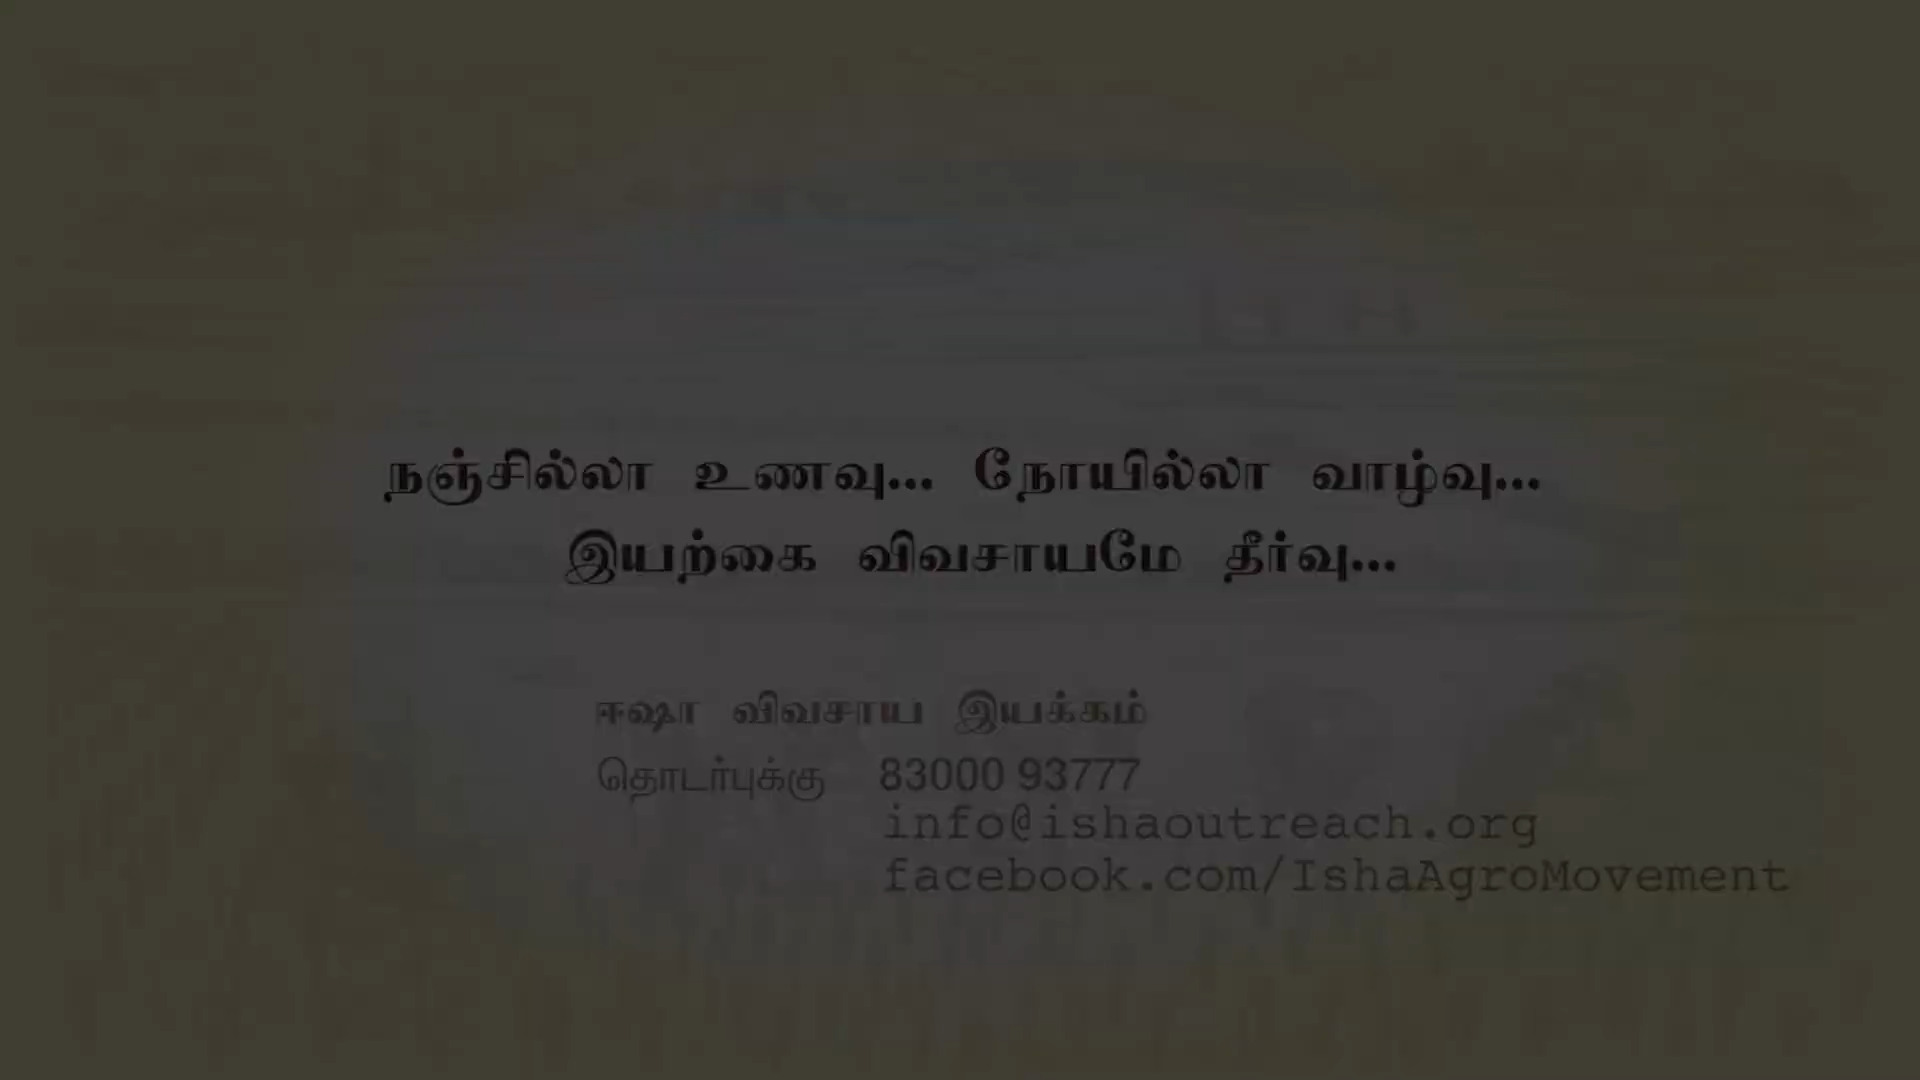 நஞ்சில்லா உணவு... நோயில்லா வாழ்வு...
இயற்கை விவசாயமே தீர்வு...
ஈஷா விவசாய இயக்கம்
தொடர்புக்கு 83000 93777
info@ishaoutreach.org
facebook.com/IshaAgroMovement